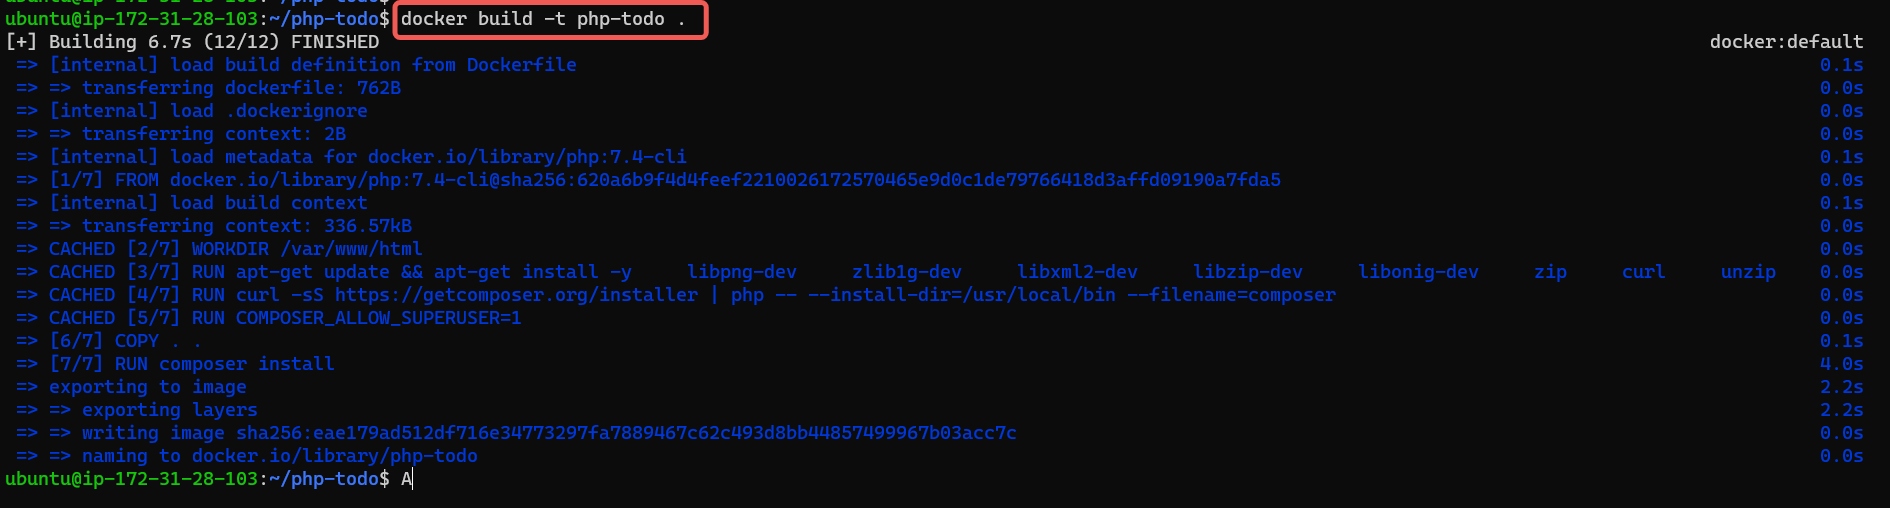 ubuntu@ip-172-31-28-103:~/php-todo$ docker build -t php-todo .
[+] Building 6.7s (12/12) FINISHED docker:default
=> [internal] load build definition from Dockerfile 0.1s
=> => transferring dockerfile: 762B 0.0s
=> [internal] load .dockerignore 0.0s
=> => transferring context: 2B 0.0s
=> [internal] load metadata for docker.io/library/php:7.4-cli 0.1s
=> [1/7] FROM docker.io/library/php:7.4-cli@sha256:620a6b9f4d4feef2210026172570465e9d0c1de79766418d3affd09190a7fda5 0.0s
=> [internal] load build context 0.1s
=> => transferring context: 336.57kB 0.0s
=> CACHED [2/7] WORKDIR /var/www/html 0.0s
=> CACHED [3/7] RUN apt-get update && apt-get install -y     libpng-dev     zlib1g-dev     libxml2-dev     libzip-dev     libonig-dev     zip     curl     unzip 0.0s
=> CACHED [4/7] RUN curl -sS https://getcomposer.org/installer | php -- --install-dir=/usr/local/bin --filename=composer 0.0s
=> CACHED [5/7] RUN COMPOSER_ALLOW_SUPERUSER=1 0.0s
=> [6/7] COPY . . 0.1s
=> [7/7] RUN composer install 4.0s
=> exporting to image 2.2s
=> => exporting layers 2.2s
=> => writing image sha256:eae179ad512df716e34773297fa7889467c62c493d8bb44857499967b03acc7c 0.0s
=> => naming to docker.io/library/php-todo 0.0s
ubuntu@ip-172-31-28-103:~/php-todo$ A